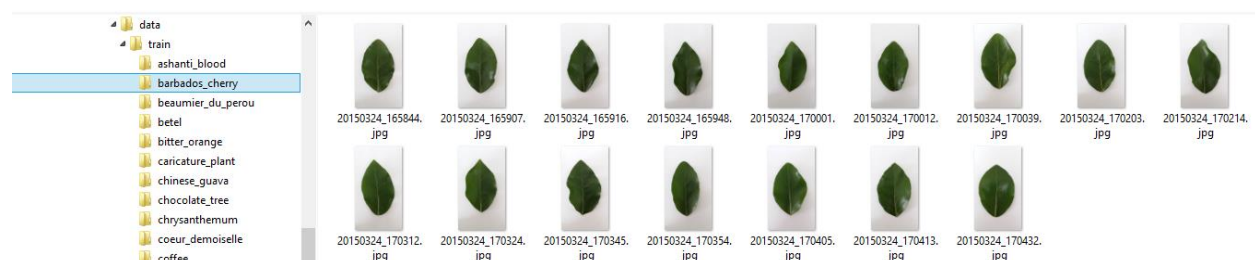 data
train
ashanti_blood
barbados_cherry
beaumier_du_perou
betel
bitter_orange
caricature_plant
chinese_guava
chocolate_tree
chrysanthemum
coeur_demoiselle
coffee
20150324_165844.
jpg
20150324_165907.
jpg
20150324_165916.
jpg
20150324_165948.
jpg
20150324_170001.
jpg
20150324_170012.
jpg
20150324_170039.
jpg
20150324_170203.
jpg
20150324_170214.
jpg
20150324_170312.
jpg
20150324_170324.
jpg
20150324_170345.
jpg
20150324_170354.
jpg
20150324_170405.
jpg
20150324_170413.
jpg
20150324_170432.
jpg